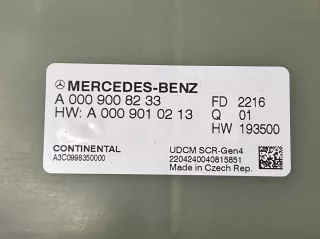 MERCEDES-BENZ
A 000 900 82 33 FD 2216
HW: A 000 901 02 13 Q 01
HW 193500
CONTINENTAL UDCM SCR-Gen4
A3C0998350000 2204240040815851
Made in Czech Rep.